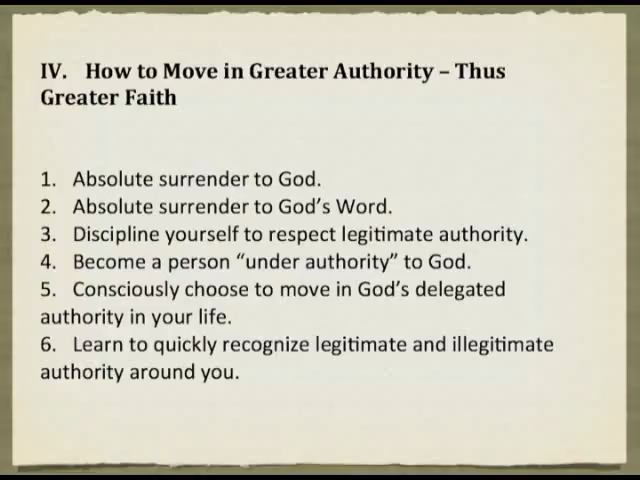 IV. How to Move in Greater Authority – Thus
Greater Faith
1. Absolute surrender to God.
2. Absolute surrender to God’s Word.
3. Discipline yourself to respect legitimate authority.
4. Become a person “under authority” to God.
5. Consciously choose to move in God’s delegated
authority in your life.
6. Learn to quickly recognize legitimate and illegitimate
authority around you.